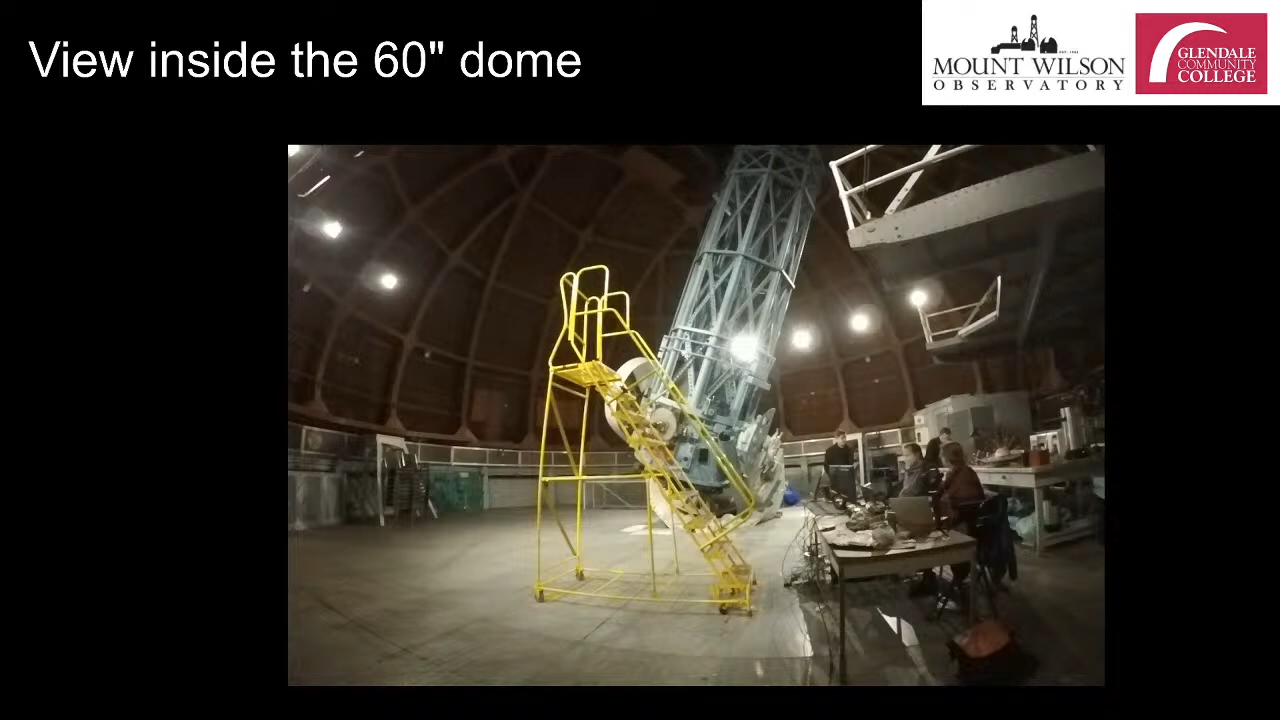 View inside the 60" dome
MOUNT WILSON
OBSERVATORY
GLENDALE
COMMUNITY
COLLEGE